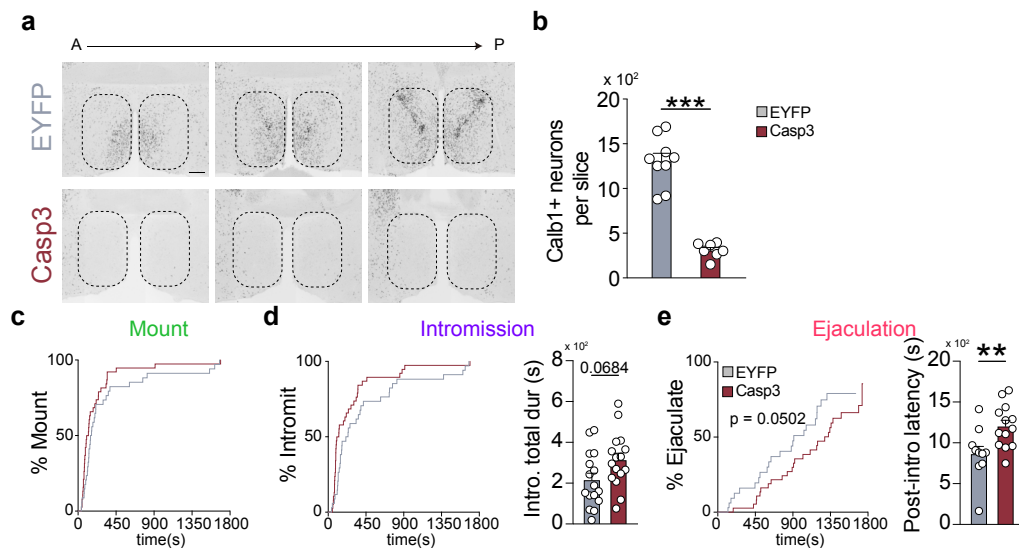 a
A
P
EYFP
Casp3
b
x 10²
20
15
10
5
0
Calb1+ neurons
per slice
***
EYFP
Casp3
c
Mount
100
50
0
% Mount
0 450 900 1350 1800
time(s)
d
Intromission
100
50
0
% Intromit
0 450 900 1350 1800
time(s)
x 10²
8
6
4
2
0
Intro. total dur (s)
0.0684
e
Ejaculation
100
50
0
% Ejaculate
EYFP
Casp3
p = 0.0502
0 450 900 1350 1800
time(s)
x 10²
20
15
10
5
0
Post-intro latency (s)
**